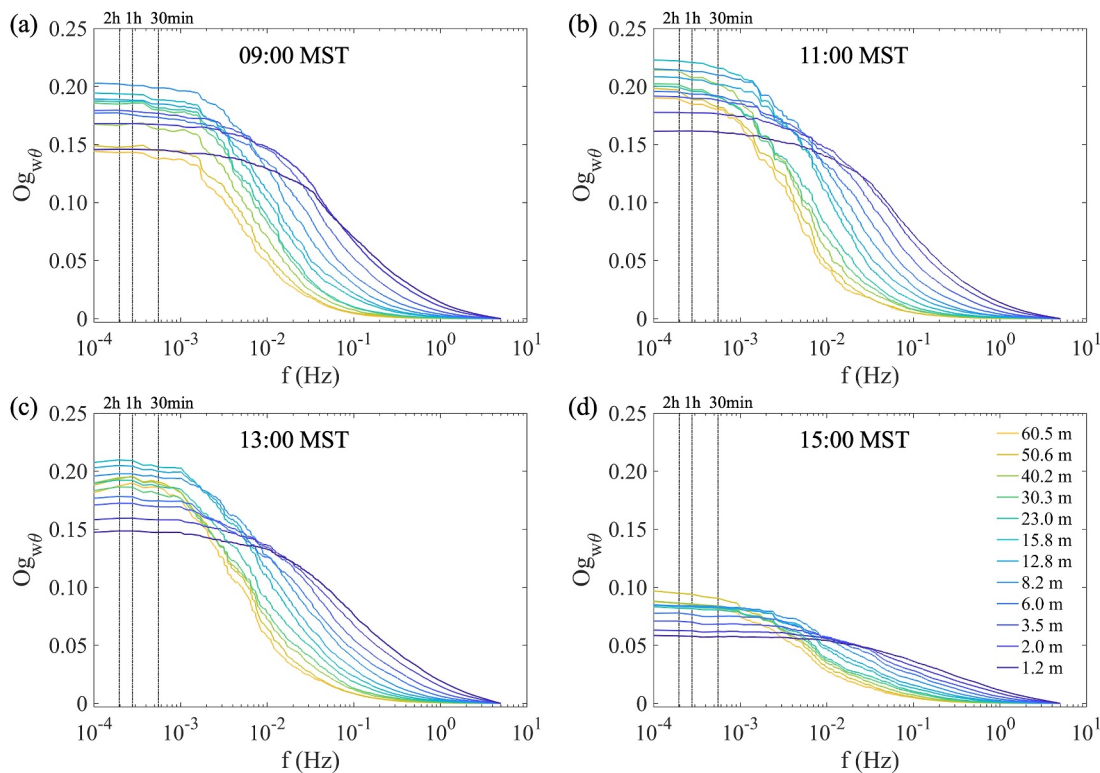 (a)
2h 1h 30min
09:00 MST
0.25
0.20
0.15
0.10
0.05
0
Og_wθ
10^-4 10^-3 10^-2 10^-1 10^0 10^1
f (Hz)
(b)
2h 1h 30min
11:00 MST
0.25
0.20
0.15
0.10
0.05
0
Og_wθ
10^-4 10^-3 10^-2 10^-1 10^0 10^1
f (Hz)
(c)
2h 1h 30min
13:00 MST
0.25
0.20
0.15
0.10
0.05
0
Og_wθ
10^-4 10^-3 10^-2 10^-1 10^0 10^1
f (Hz)
(d)
2h 1h 30min
15:00 MST
0.25
0.20
0.15
0.10
0.05
0
Og_wθ
60.5 m
50.6 m
40.2 m
30.3 m
23.0 m
15.8 m
12.8 m
8.2 m
6.0 m
3.5 m
2.0 m
1.2 m
10^-4 10^-3 10^-2 10^-1 10^0 10^1
f (Hz)